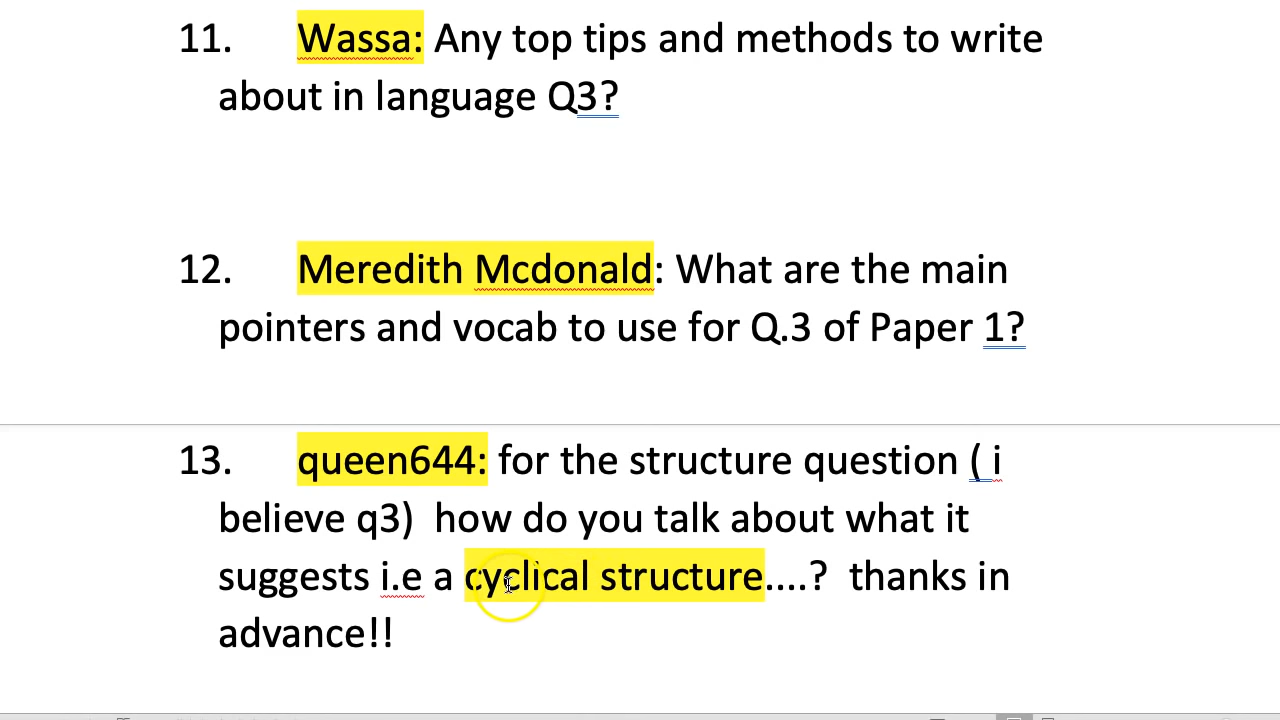 11. Wassa: Any top tips and methods to write
about in language Q3?
12. Meredith Mcdonald: What are the main
pointers and vocab to use for Q.3 of Paper 1?
13. queen644: for the structure question ( i
believe q3) how do you talk about what it
suggests i.e a cyclical structure....? thanks in
advance!!